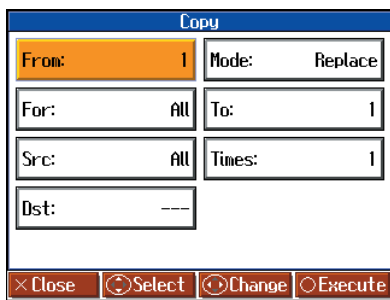 Copy
From: 1 Mode: Replace
For: All To: 1
Src: All Times: 1
Dst: ---
×Close Select Change ○Execute